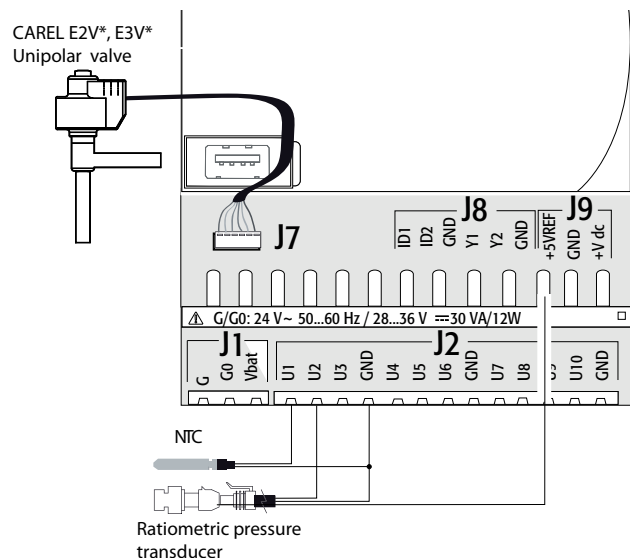 CAREL E2V*, E3V*
Unipolar valve
J7
J8
J9
ID1
ID2
GND
Y1
Y2
GND
+5VREF
GND
+V dc
G/G0: 24 V~ 50...60 Hz / 28...36 V ⎓30 VA/12W
J1
J2
G
G0
Vbat
U1
U2
U3
GND
U4
U5
U6
GND
U7
U8
U10
GND
NTC
Ratiometric pressure
transducer